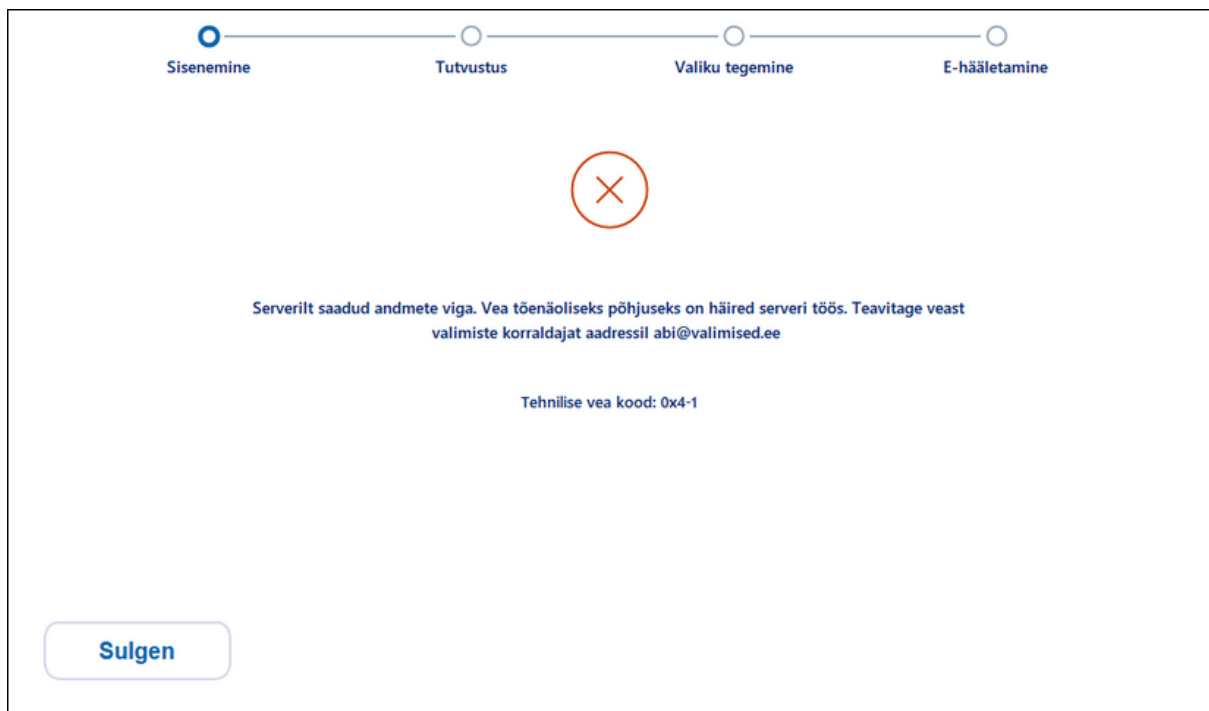 Sisenemine
Tutvustus
Valiku tegemine
E-hääletamine
Serverilt saadud andmete viga. Vea tõenäoliseks põhjuseks on häired serveri töös. Teavitage veast
valimiste korraldajat aadressil abi@valimised.ee
Tehnilise vea kood: 0x4-1
Sulgen